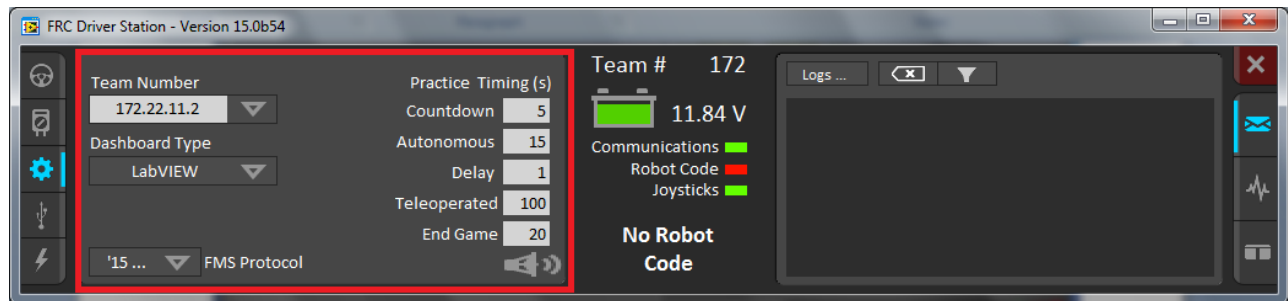 FRC Driver Station - Version 15.0b54
Team Number
172.22.11.2
Dashboard Type
LabVIEW
'15 ... FMS Protocol
Practice Timing (s)
Countdown 5
Autonomous 15
Delay 1
Teleoperated 100
End Game 20
Team # 172
11.84 V
Communications
Robot Code
Joysticks
No Robot
Code
Logs ...